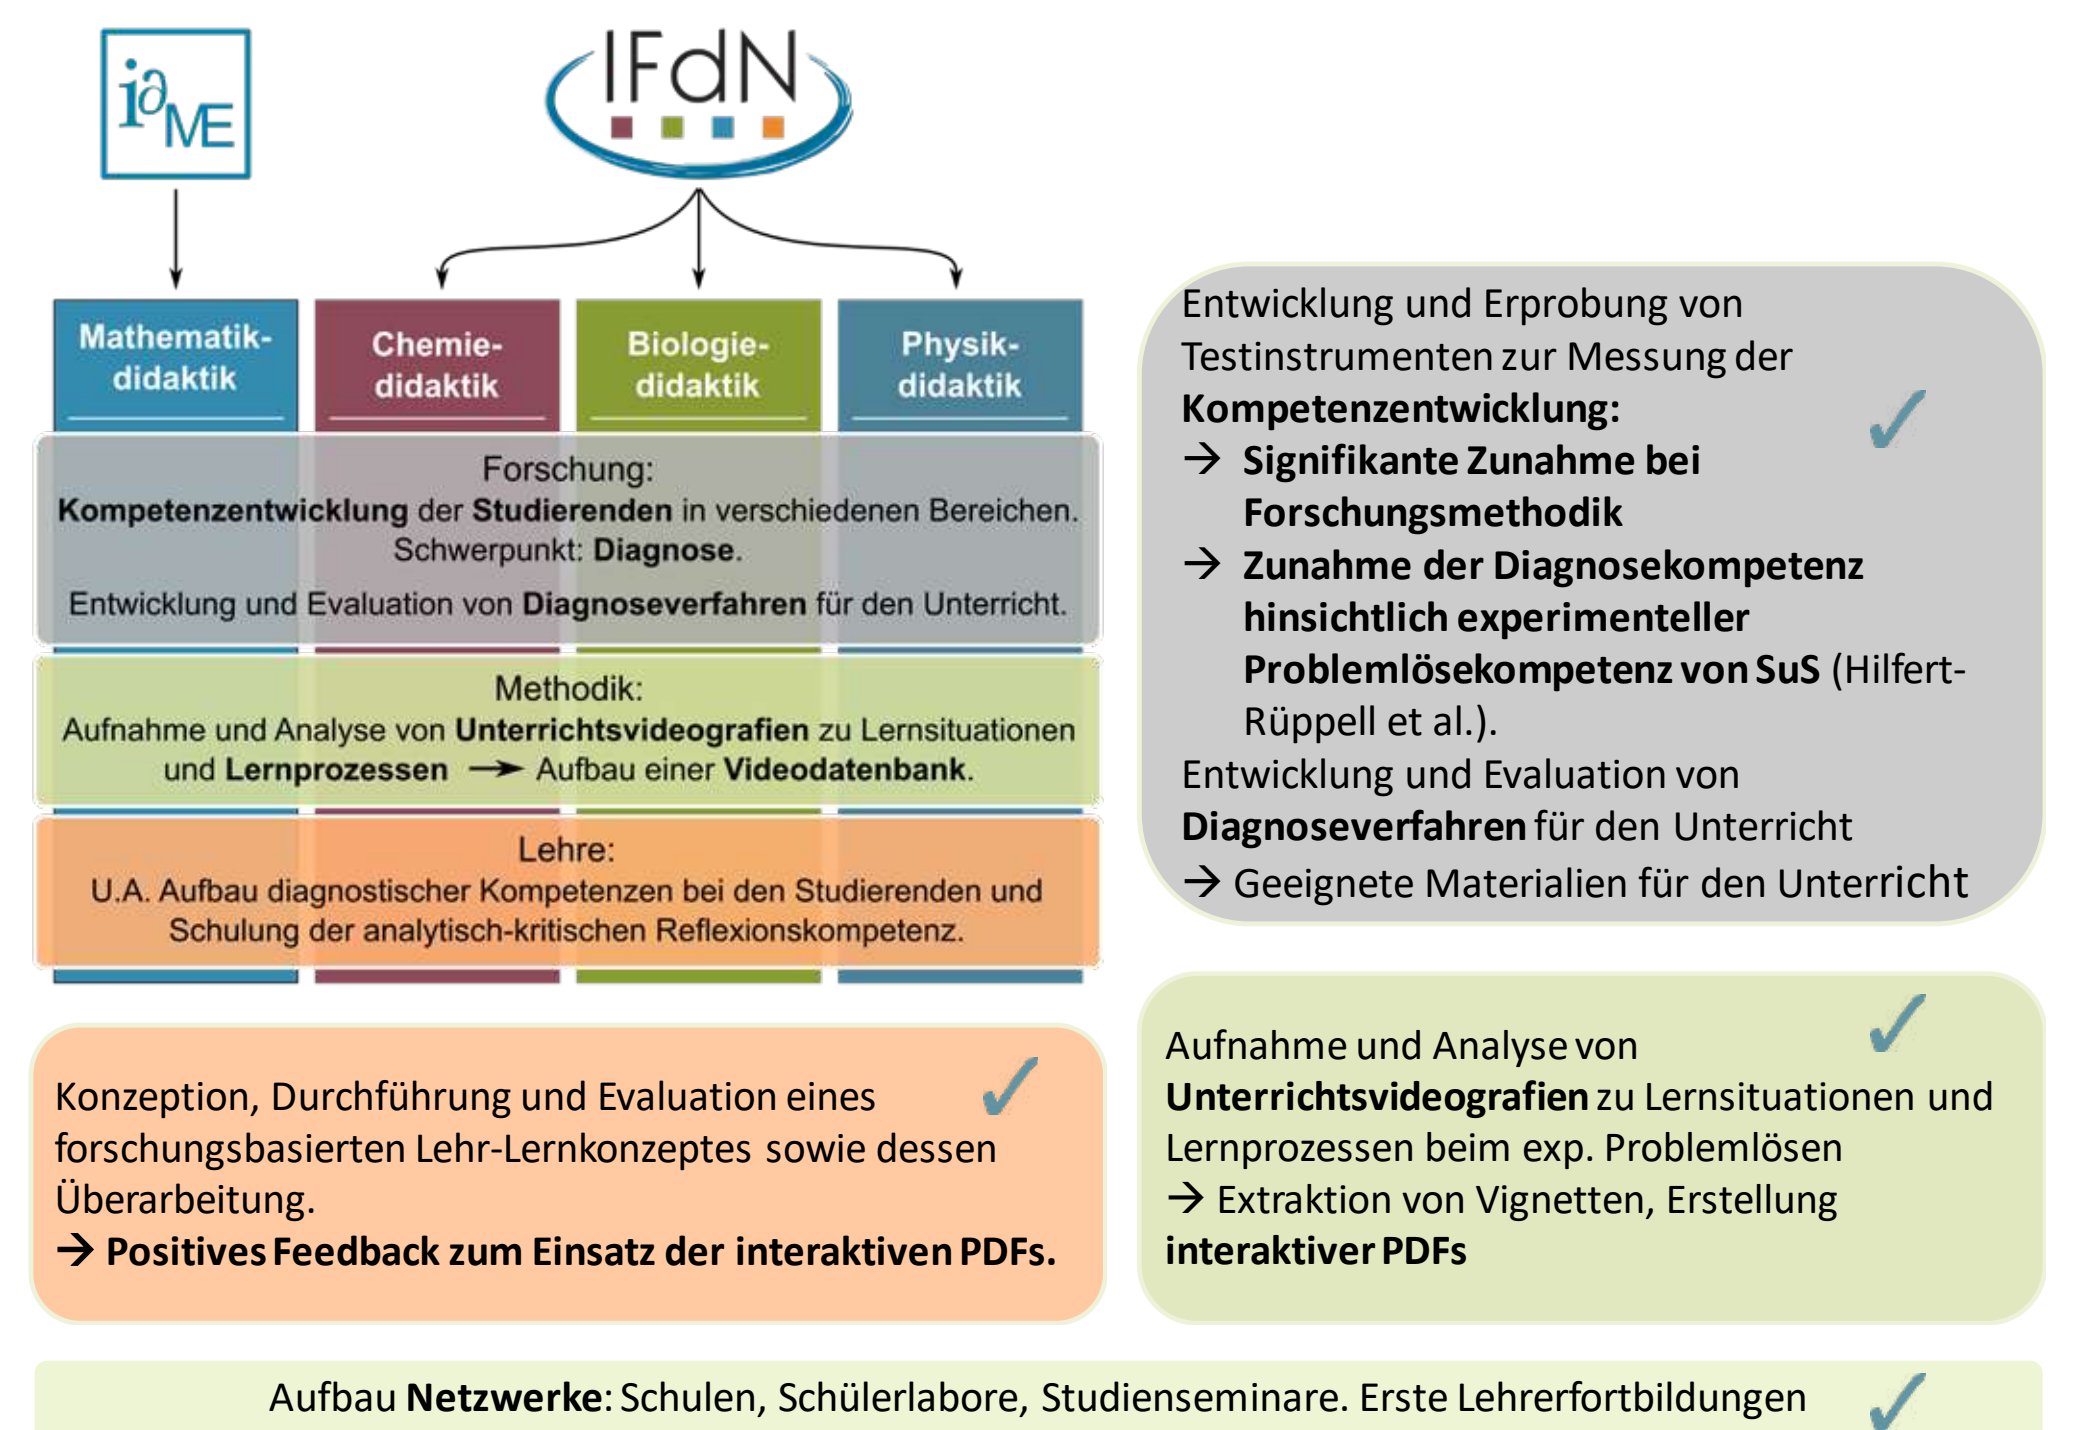 i∂ME
IFdN
Mathematik-
didaktik
Chemie-
didaktik
Biologie-
didaktik
Physik-
didaktik
Forschung:
Kompetenzentwicklung der Studierenden in verschiedenen Bereichen.
Schwerpunkt: Diagnose.
Entwicklung und Evaluation von Diagnoseverfahren für den Unterricht.
Methodik:
Aufnahme und Analyse von Unterrichtsvideografien zu Lernsituationen
und Lernprozessen → Aufbau einer Videodatenbank.
Lehre:
U.A. Aufbau diagnostischer Kompetenzen bei den Studierenden und
Schulung der analytisch-kritischen Reflexionskompetenz.
Entwicklung und Erprobung von
Testinstrumenten zur Messung der
Kompetenzentwicklung:
→ Signifikante Zunahme bei
Forschungsmethodik
→ Zunahme der Diagnosekompetenz
hinsichtlich experimenteller
Problemlösekompetenz von SuS (Hilfert-
Rüppell et al.).
Entwicklung und Evaluation von
Diagnoseverfahren für den Unterricht
→ Geeignete Materialien für den Unterricht
Konzeption, Durchführung und Evaluation eines
forschungsbasierten Lehr-Lernkonzeptes sowie dessen
Überarbeitung.
→ Positives Feedback zum Einsatz der interaktiven PDFs.
Aufnahme und Analyse von
Unterrichtsvideografien zu Lernsituationen und
Lernprozessen beim exp. Problemlösen
→ Extraktion von Vignetten, Erstellung
interaktiver PDFs
Aufbau Netzwerke: Schulen, Schülerlabore, Studienseminare. Erste Lehrerfortbildungen